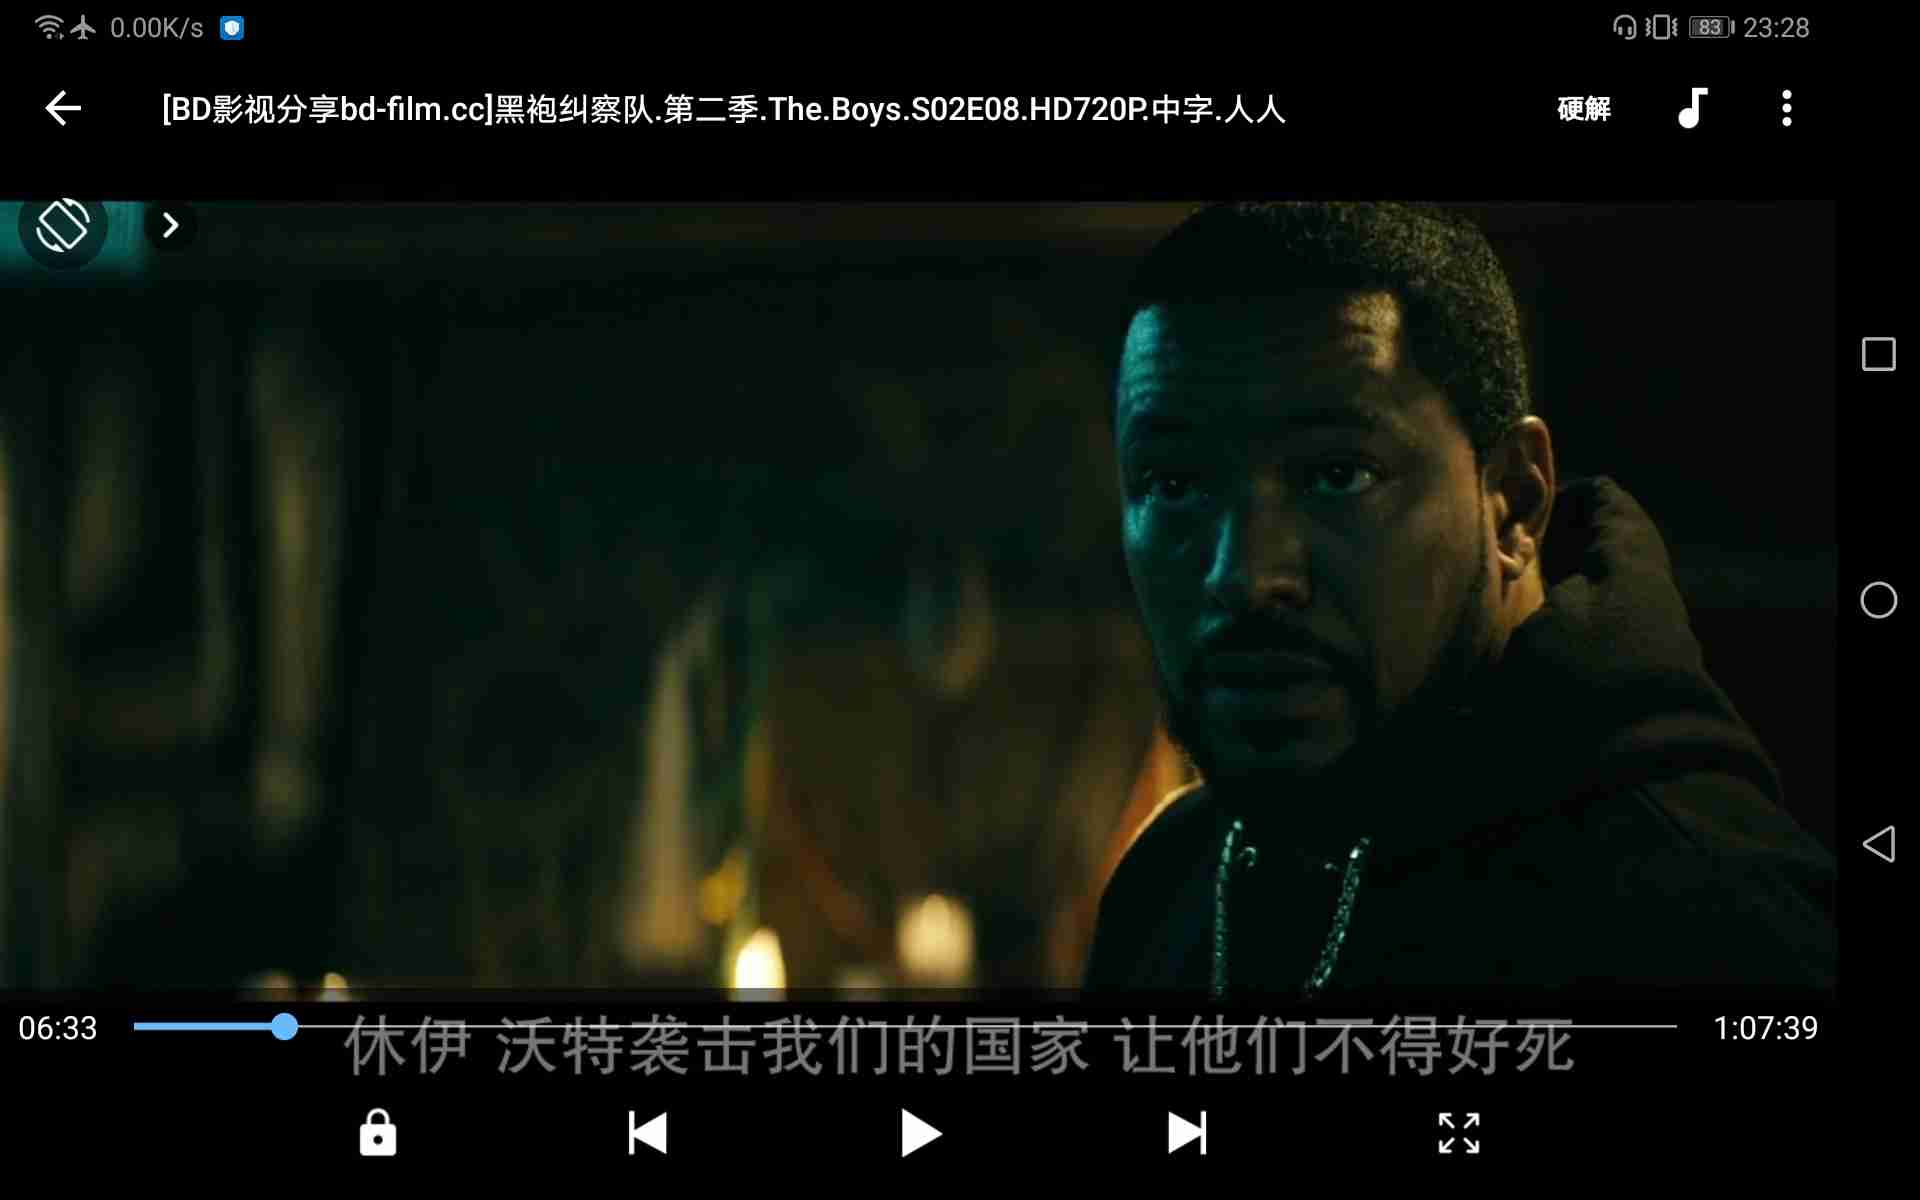 0.00K/s
83 23:28
[BD影视分享bd-film.cc]黑袍纠察队.第二季.The.Boys.S02E08.HD720P.中字.人人
硬解
06:33
1:07:39
休伊 沃特袭击我们的国家 让他们不得好死